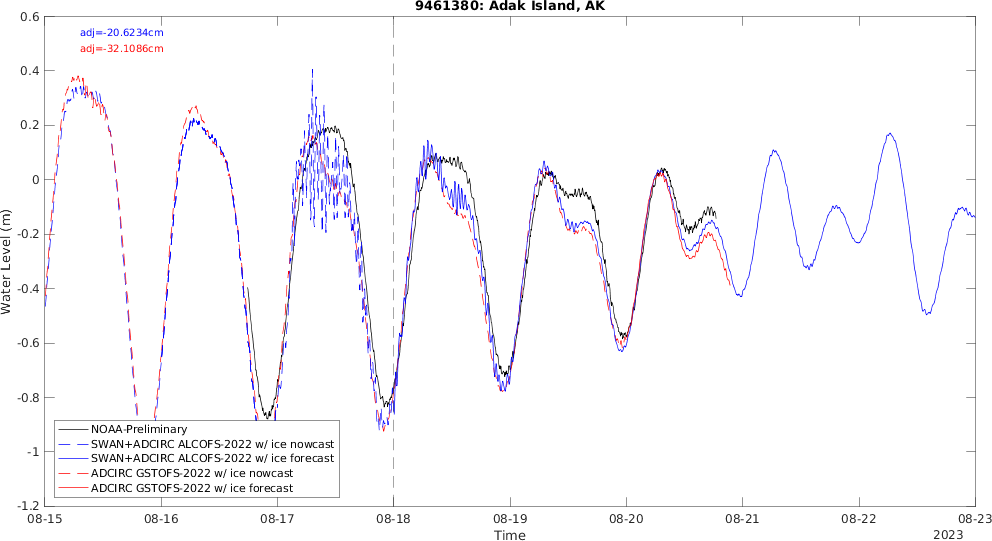 9461380: Adak Island, AK
adj=-20.6234cm
adj=-32.1086cm
0.6
0.4
0.2
0
-0.2
-0.4
-0.6
-0.8
-1
-1.2
Water Level (m)
NOAA-Preliminary
SWAN+ADCIRC ALCOFS-2022 w/ ice nowcast
SWAN+ADCIRC ALCOFS-2022 w/ ice forecast
ADCIRC GSTOFS-2022 w/ ice nowcast
ADCIRC GSTOFS-2022 w/ ice forecast
08-15 08-16 08-17 08-18 08-19 08-20 08-21 08-22 08-23
Time
2023